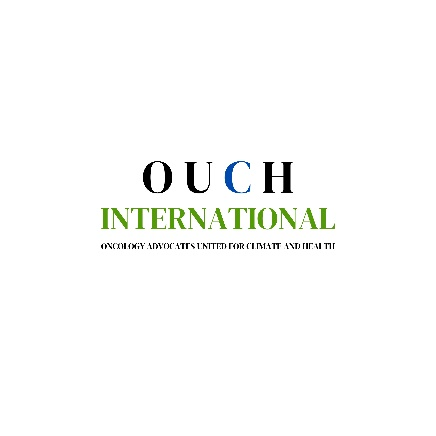 OUCH
INTERNATIONAL
ONCOLOGY ADVOCATES UNITED FOR CLIMATE AND HEALTH